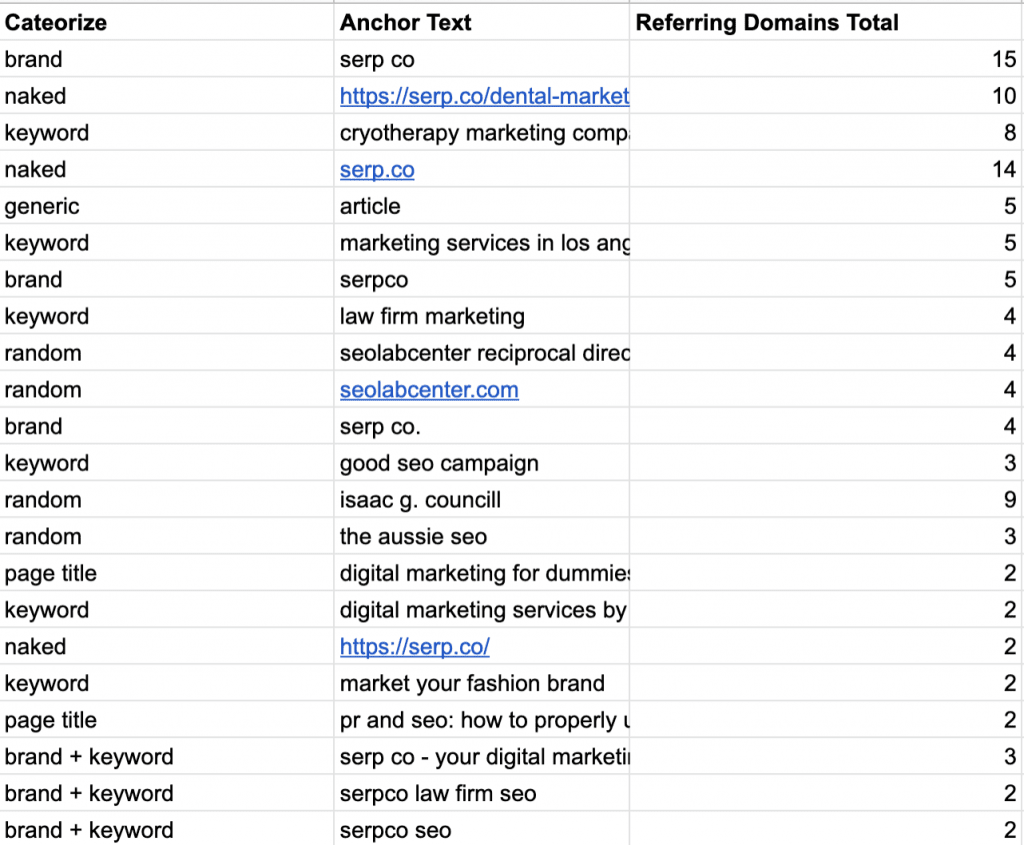 Cateorize Anchor Text Referring Domains Total
brand serp co 15
naked https://serp.co/dental-market 10
keyword cryotherapy marketing 8
naked serp.co 14
generic article 5
keyword marketing services in los 5
brand serpco 5
keyword law firm marketing 4
random seolabcenter reciprocal 4
random seolabcenter.com 4
brand serp co. 4
keyword good seo campaign 3
random isaac g. councill 9
random the aussie seo 3
page title digital marketing for dummies 2
keyword digital marketing services by 2
naked https://serp.co/ 2
keyword market your fashion brand 2
page title pr and seo: how to properly 2
brand + keyword serp co - your digital 3
brand + keyword serpco law firm seo 2
brand + keyword serpco seo 2